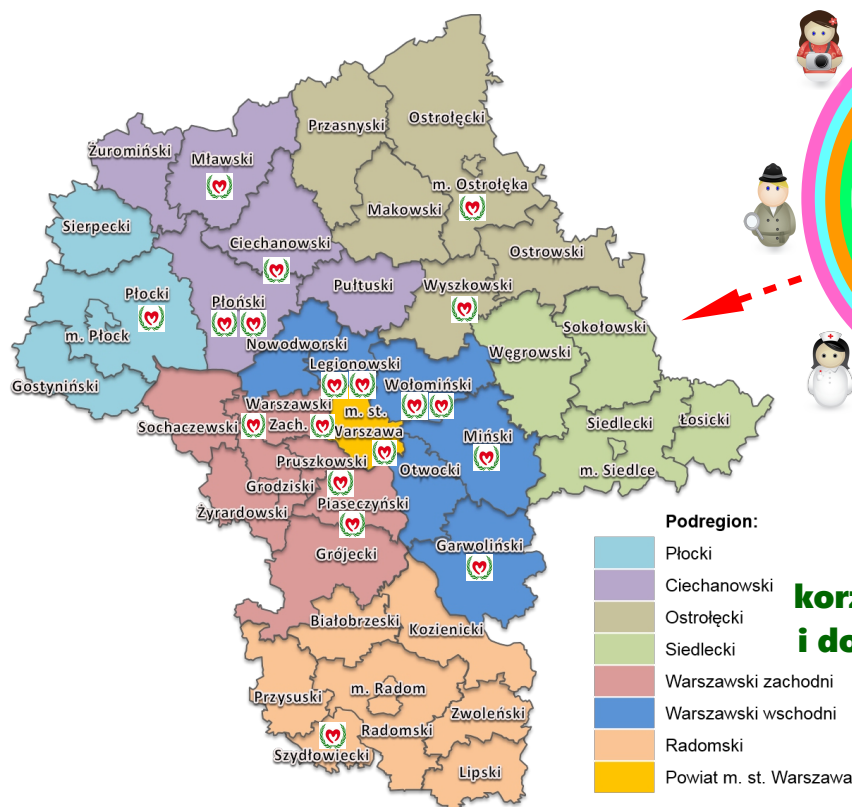 Ostrołęcki
Przasnyski
Żuromiński
Mławski
m. Ostrołęka
Makowski
Sierpecki
Ciechanowski
Ostrowski
Płocki
Płoński
Pułtuski
Wyszkowski
m. Płock
Nowodworski
Sokołowski
Węgrowski
Legionowski
Gostyniński
Wołomiński
Warszawski
Zach.
m. st.
Warszawa
Sochaczewski
Siedlecki
Łosicki
Miński
Pruszkowski
Otwocki
m. Siedlce
Grodziski
Piaseczyński
Żyrardowski
Grójecki
Garwoliński
Białobrzeski
Kozienicki
Przysuski
m. Radom
Zwoleński
Radomski
Szydłowiecki
Lipski
Podregion:
Płocki
Ciechanowski
Ostrołęcki
Siedlecki
Warszawski zachodni
Warszawski wschodni
Radomski
Powiat m. st. Warszawa
korz
i do